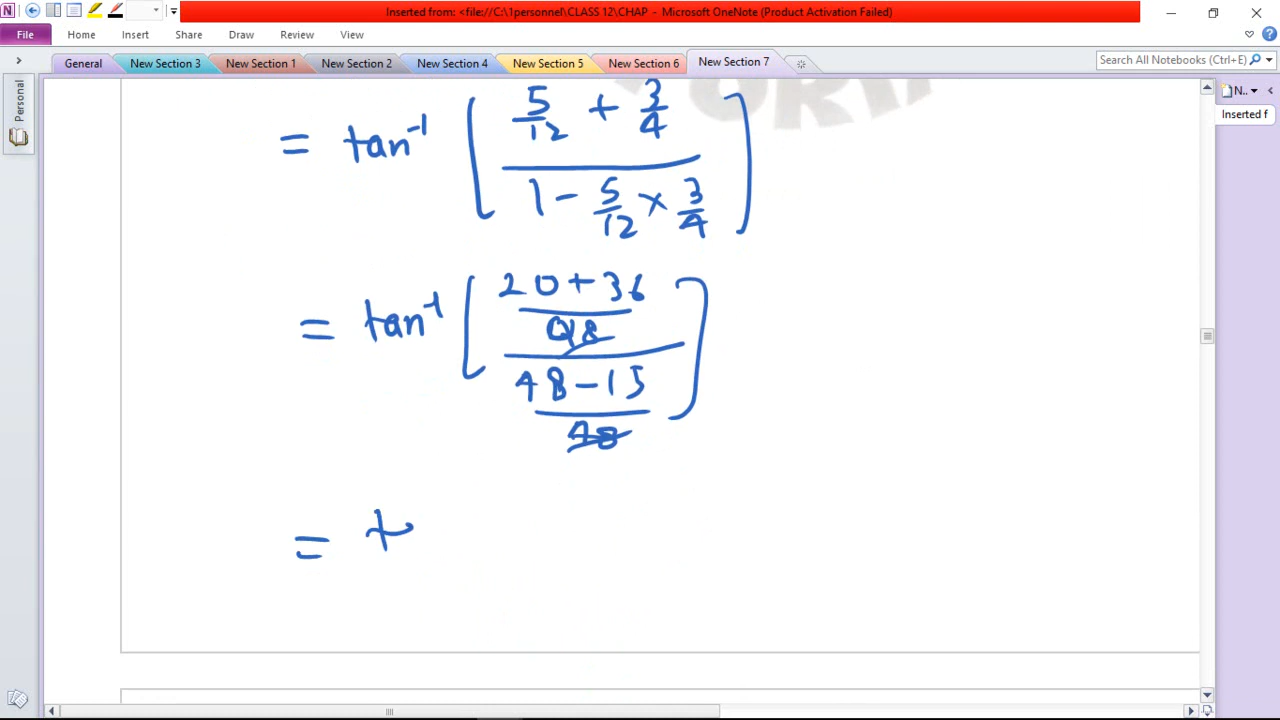 Inserted from: <file://C:\1personnel\CLASS 12\CHAP - Microsoft OneNote (Product Activation Failed)
File Home Insert Share Draw Review View
General New Section 3 New Section 1 New Section 2 New Section 4 New Section 5 New Section 6 New Section 7 Search All Notebooks (Ctrl+E)
Personal
N..
Inserted f
= tan⁻¹ [ (5/12 + 3/4) / (1 - 5/12 × 3/4) ]
= tan⁻¹ [ ((20+36)/48) / ((48-15)/48) ]
= t